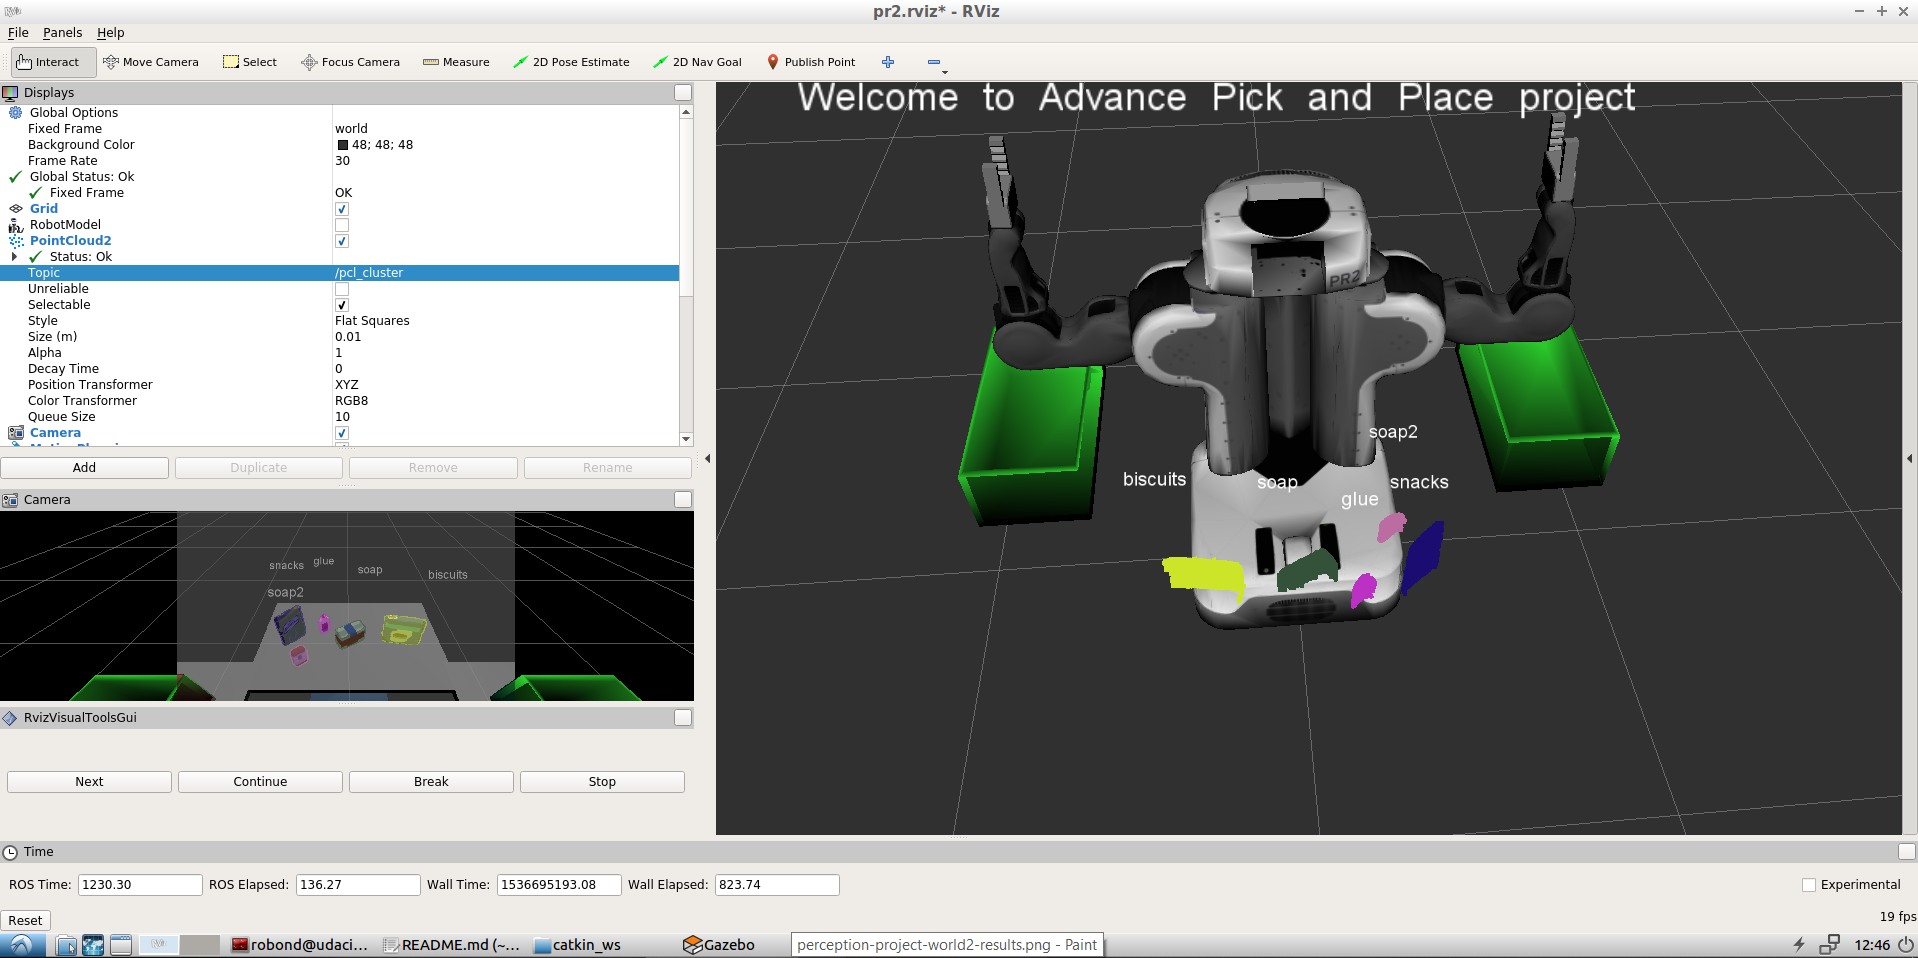 pr2.rviz* - RViz
File Panels Help
Interact Move Camera Select Focus Camera Measure 2D Pose Estimate 2D Nav Goal Publish Point
Displays
Global Options
Fixed Frame world
Background Color 48; 48; 48
Frame Rate 30
Global Status: Ok
Fixed Frame OK
Grid
RobotModel
PointCloud2
Status: Ok
Topic /pcl_cluster
Unreliable
Selectable
Style Flat Squares
Size (m) 0.01
Alpha 1
Decay Time 0
Position Transformer XYZ
Color Transformer RGB8
Queue Size 10
Camera
Add Duplicate Remove Rename
Camera
snacks glue soap biscuits
soap2
RvizVisualToolsGui
Next Continue Break Stop
Welcome to Advance Pick and Place project
PR2
soap2
biscuits soap snacks
glue
Time
ROS Time: 1230.30 ROS Elapsed: 136.27 Wall Time: 1536695193.08 Wall Elapsed: 823.74 Experimental
Reset 19 fps
robond@udaci... README.md (~... catkin_ws Gazebo perception-project-world2-results.png - Paint 12:46